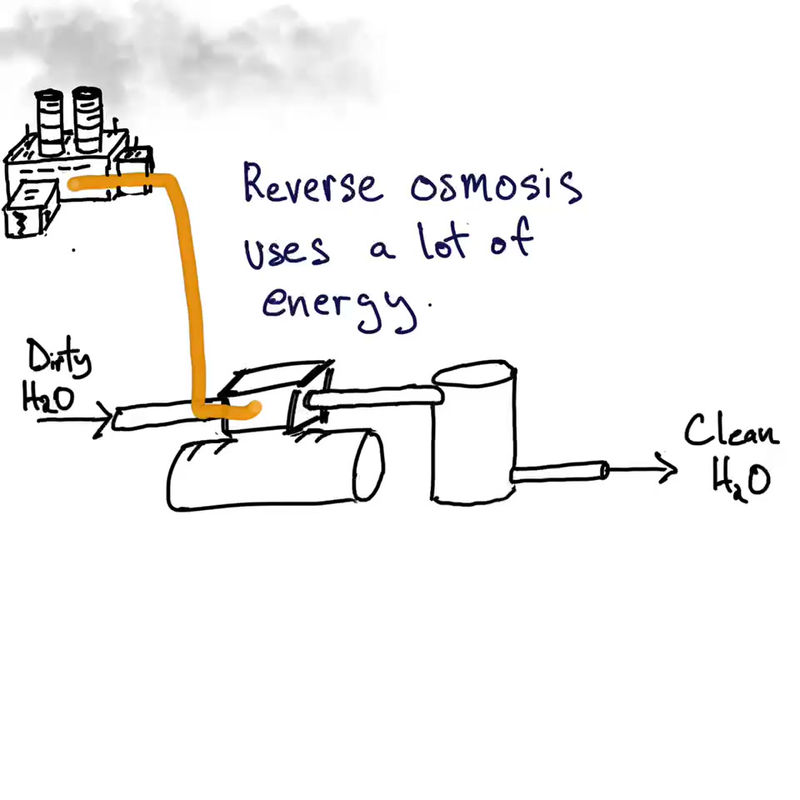 Reverse osmosis
uses a lot of
energy.
Dirty
H₂O
Clean
H₂O